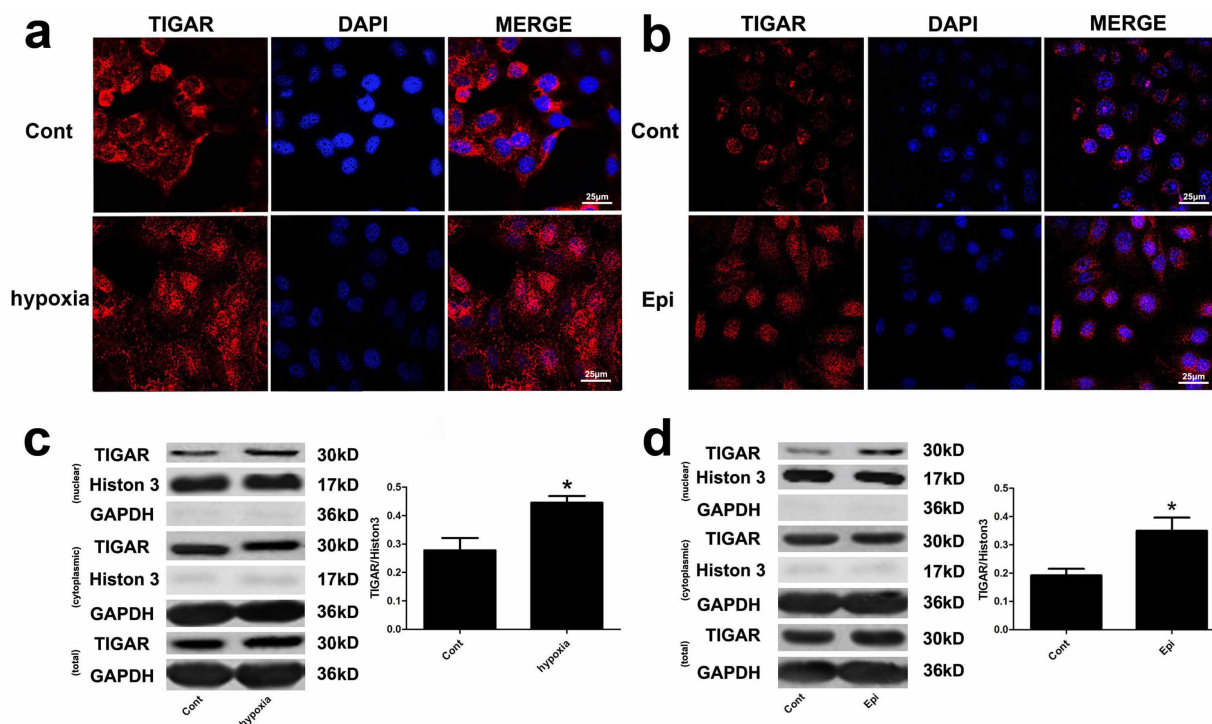 a
TIGAR DAPI MERGE
Cont
25μm
hypoxia
25μm
b
TIGAR DAPI MERGE
Cont
25μm
Epi
25μm
c
(nuclear)
TIGAR 30kD
Histon 3 17kD
GAPDH 36kD
(cytoplasmic)
TIGAR 30kD
Histon 3 17kD
GAPDH 36kD
(total)
TIGAR 30kD
GAPDH 36kD
Cont hypoxia
TIGAR/Histon3
0.5
0.4
0.3
0.2
0.1
0.0
*
Cont hypoxia
d
(nuclear)
TIGAR 30kD
Histon 3 17kD
GAPDH 36kD
(cytoplasmic)
TIGAR 30kD
Histon 3 17kD
GAPDH 36kD
(total)
TIGAR 30kD
GAPDH 36kD
Cont Epi
TIGAR/Histon3
0.5
0.4
0.3
0.2
0.1
0.0
*
Cont Epi